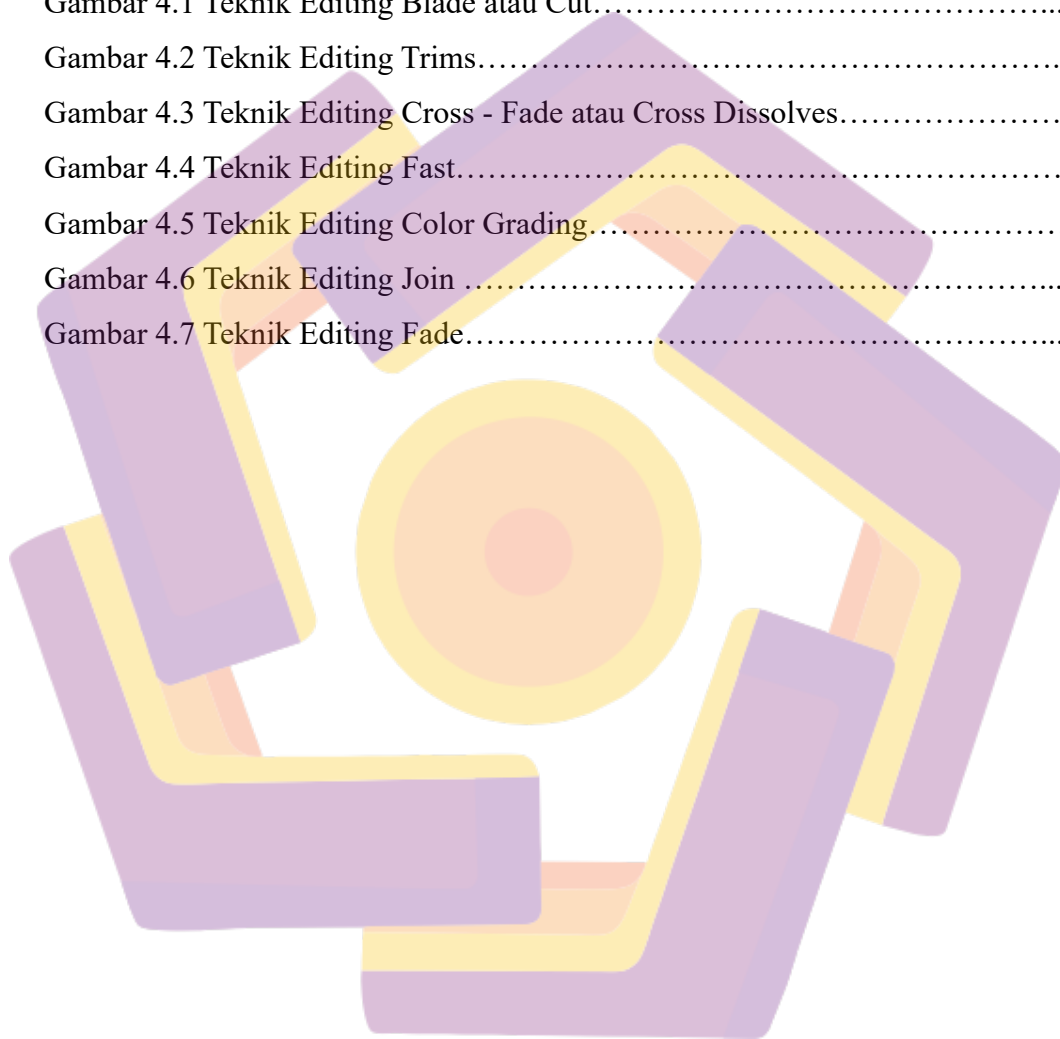 Gambar 4.1 Teknik Editing Blade atau Cut…………………………………………...
Gambar 4.2 Teknik Editing Trims……………………………………………………….
Gambar 4.3 Teknik Editing Cross - Fade atau Cross Dissolves…………………….
Gambar 4.4 Teknik Editing Fast………………………………………………………….
Gambar 4.5 Teknik Editing Color Grading……………………………………………
Gambar 4.6 Teknik Editing Join ………………………………………………………...
Gambar 4.7 Teknik Editing Fade………………………………………………………...